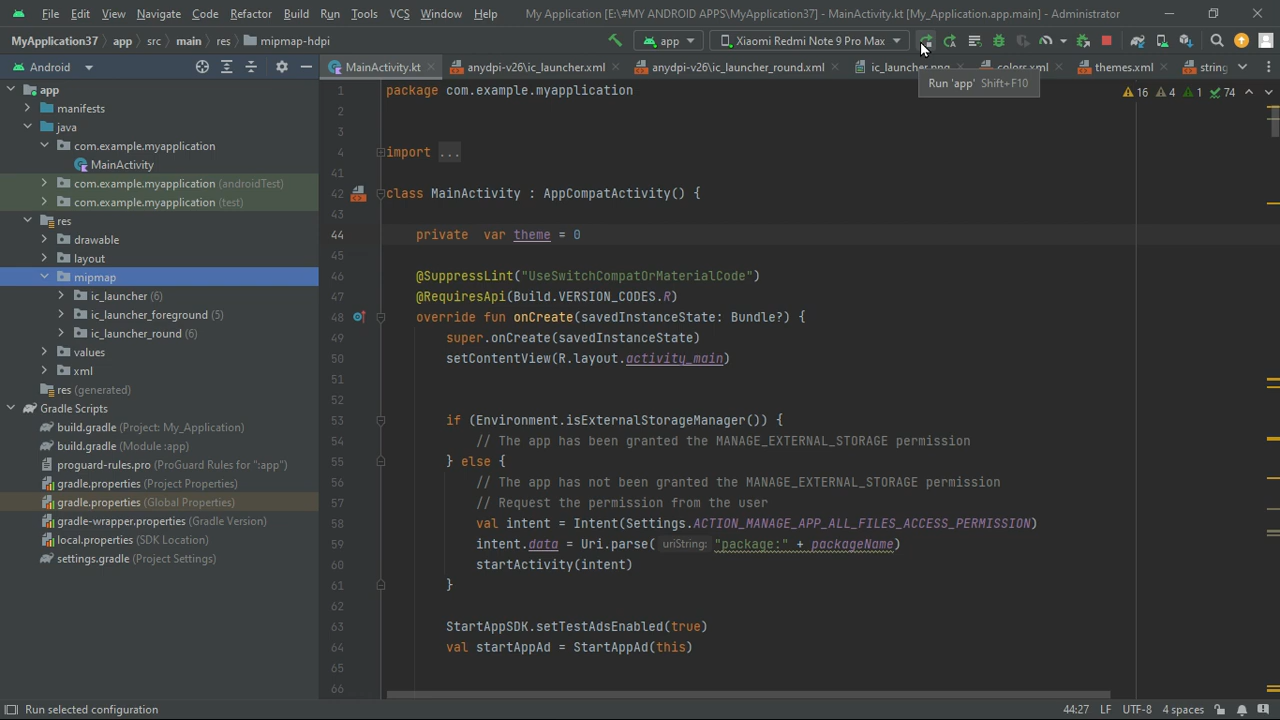 File Edit View Navigate Code Refactor Build Run Tools VCS Window Help My Application [E:\#MY ANDROID APPS\MyApplication37] - MainActivity.kt [My_Application.app.main] - Administrator
MyApplication37 app src main res mipmap-hdpi app Xiaomi Redmi Note 9 Pro Max
Android MainActivity.kt anydpi-v26\ic_launcher.xml anydpi-v26\ic_launcher_round.xml ic_launcher.png colors.xml themes.xml string
Run 'app' Shift+F10
16 4 1 74
app
manifests
java
com.example.myapplication
MainActivity
com.example.myapplication (androidTest)
com.example.myapplication (test)
res
drawable
layout
mipmap
ic_launcher (6)
ic_launcher_foreground (5)
ic_launcher_round (6)
values
xml
res (generated)
Gradle Scripts
build.gradle (Project: My_Application)
build.gradle (Module :app)
proguard-rules.pro (ProGuard Rules for ":app")
gradle.properties (Project Properties)
gradle.properties (Global Properties)
gradle-wrapper.properties (Gradle Version)
local.properties (SDK Location)
settings.gradle (Project Settings)
1 package com.example.myapplication
2
3
4 import ...
41
42 class MainActivity : AppCompatActivity() {
43
44 private  var theme = 0
45
46 @SuppressLint("UseSwitchCompatOrMaterialCode")
47 @RequiresApi(Build.VERSION_CODES.R)
48 override fun onCreate(savedInstanceState: Bundle?) {
49 super.onCreate(savedInstanceState)
50 setContentView(R.layout.activity_main)
51
52
53 if (Environment.isExternalStorageManager()) {
54 // The app has been granted the MANAGE_EXTERNAL_STORAGE permission
55 } else {
56 // The app has not been granted the MANAGE_EXTERNAL_STORAGE permission
57 // Request the permission from the user
58 val intent = Intent(Settings.ACTION_MANAGE_APP_ALL_FILES_ACCESS_PERMISSION)
59 intent.data = Uri.parse( uriString: "package:" + packageName)
60 startActivity(intent)
61 }
62
63 StartAppSDK.setTestAdsEnabled(true)
64 val startAppAd = StartAppAd(this)
65
66
Run selected configuration 44:27 LF UTF-8 4 spaces